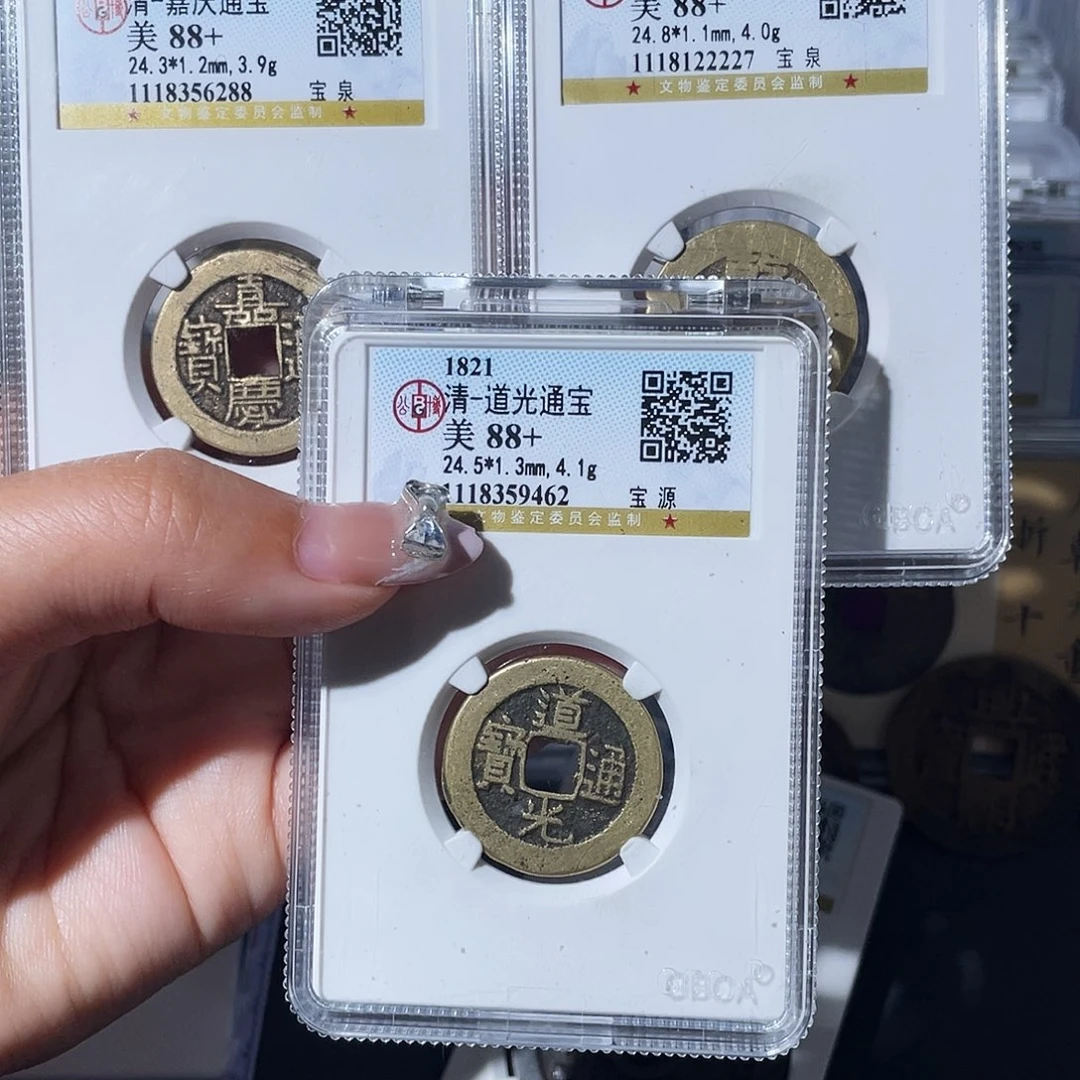 清-嘉庆通宝
美 88+
24.3*1.2mm,3.9g
1118356288 宝泉
文物鉴定委员会监制
美 88+
24.8*1.1mm,4.0g
1118122227 宝泉
文物鉴定委员会监制
嘉慶通寶
1821
清-道光通宝
美 88+
24.5*1.3mm,4.1g
1118359462 宝源
文物鉴定委员会监制
道光通寶
GBCA
GBCA
折十